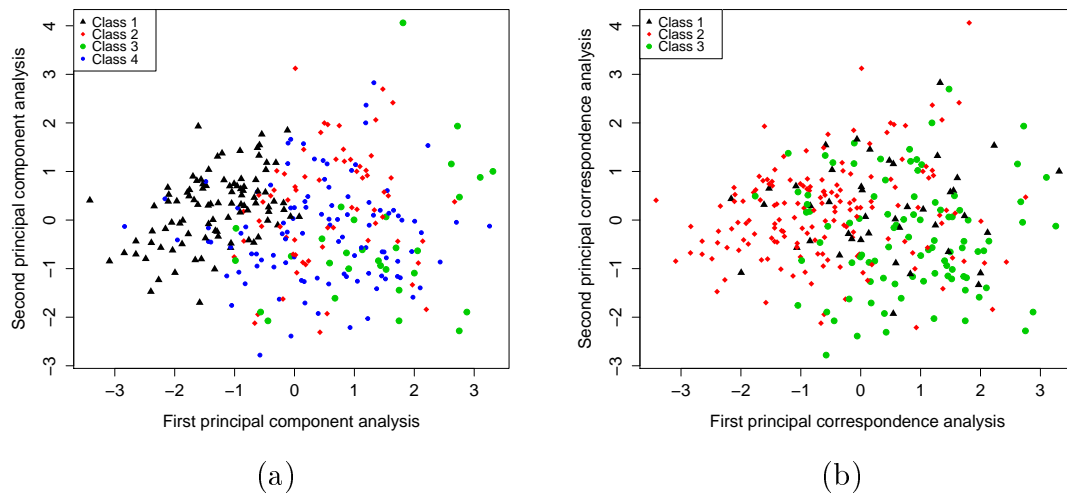 Class 1
Class 2
Class 3
Class 4
4
3
2
1
0
−1
−2
−3
Second principal component analysis
−3 −2 −1 0 1 2 3
First principal component analysis
(a)
Class 1
Class 2
Class 3
4
3
2
1
0
−1
−2
−3
Second principal correspondence analysis
−3 −2 −1 0 1 2 3
First principal correspondence analysis
(b)